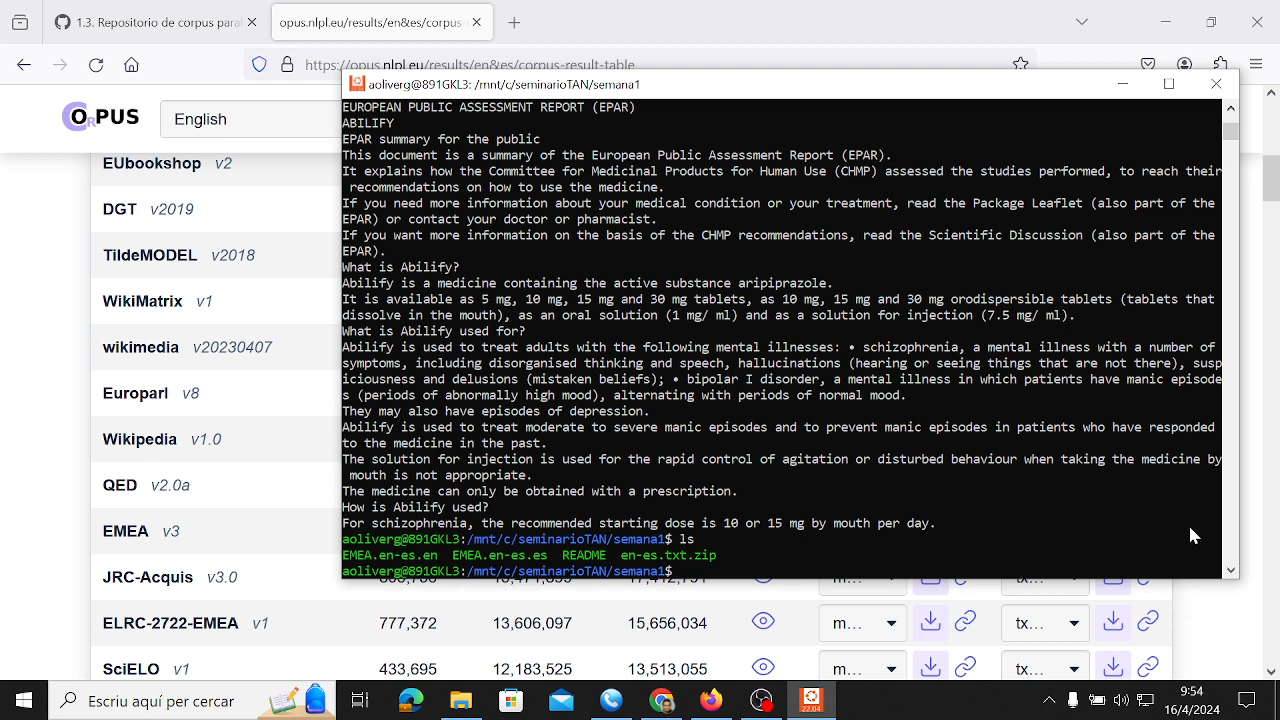 1.3. Repositorio de corpus para
opus.nlpl.eu/results/en&es/corpus-
https://opus.nlpl.eu/results/en&es/corpus-result-table
OPUS
English
aoliverg@891GKL3: /mnt/c/seminarioTAN/semana1
EUROPEAN PUBLIC ASSESSMENT REPORT (EPAR)
ABILIFY
EPAR summary for the public
This document is a summary of the European Public Assessment Report (EPAR).
It explains how the Committee for Medicinal Products for Human Use (CHMP) assessed the studies performed, to reach their
recommendations on how to use the medicine.
If you need more information about your medical condition or your treatment, read the Package Leaflet (also part of the
EPAR) or contact your doctor or pharmacist.
If you want more information on the basis of the CHMP recommendations, read the Scientific Discussion (also part of the
EPAR).
What is Abilify?
Abilify is a medicine containing the active substance aripiprazole.
It is available as 5 mg, 10 mg, 15 mg and 30 mg tablets, as 10 mg, 15 mg and 30 mg orodispersible tablets (tablets that
dissolve in the mouth), as an oral solution (1 mg/ ml) and as a solution for injection (7.5 mg/ ml).
What is Abilify used for?
Abilify is used to treat adults with the following mental illnesses: • schizophrenia, a mental illness with a number of
symptoms, including disorganised thinking and speech, hallucinations (hearing or seeing things that are not there), susp
iciousness and delusions (mistaken beliefs); • bipolar I disorder, a mental illness in which patients have manic episode
s (periods of abnormally high mood), alternating with periods of normal mood.
They may also have episodes of depression.
Abilify is used to treat moderate to severe manic episodes and to prevent manic episodes in patients who have responded
to the medicine in the past.
The solution for injection is used for the rapid control of agitation or disturbed behaviour when taking the medicine by
mouth is not appropriate.
The medicine can only be obtained with a prescription.
How is Abilify used?
For schizophrenia, the recommended starting dose is 10 or 15 mg by mouth per day.
aoliverg@891GKL3:/mnt/c/seminarioTAN/semana1$ ls
EMEA.en-es.en EMEA.en-es.es README en-es.txt.zip
aoliverg@891GKL3:/mnt/c/seminarioTAN/semana1$
EUbookshop v2
DGT v2019
TildeMODEL v2018
WikiMatrix v1
wikimedia v20230407
Europarl v8
Wikipedia v1.0
QED v2.0a
EMEA v3
JRC-Acquis v3.0
ELRC-2722-EMEA v1 777,372 13,606,097 15,656,034 m... tx...
SciELO v1 433,695 12,183,525 13,513,055 m... tx...
Escriu aquí per cercar
22.04
9:54
16/4/2024